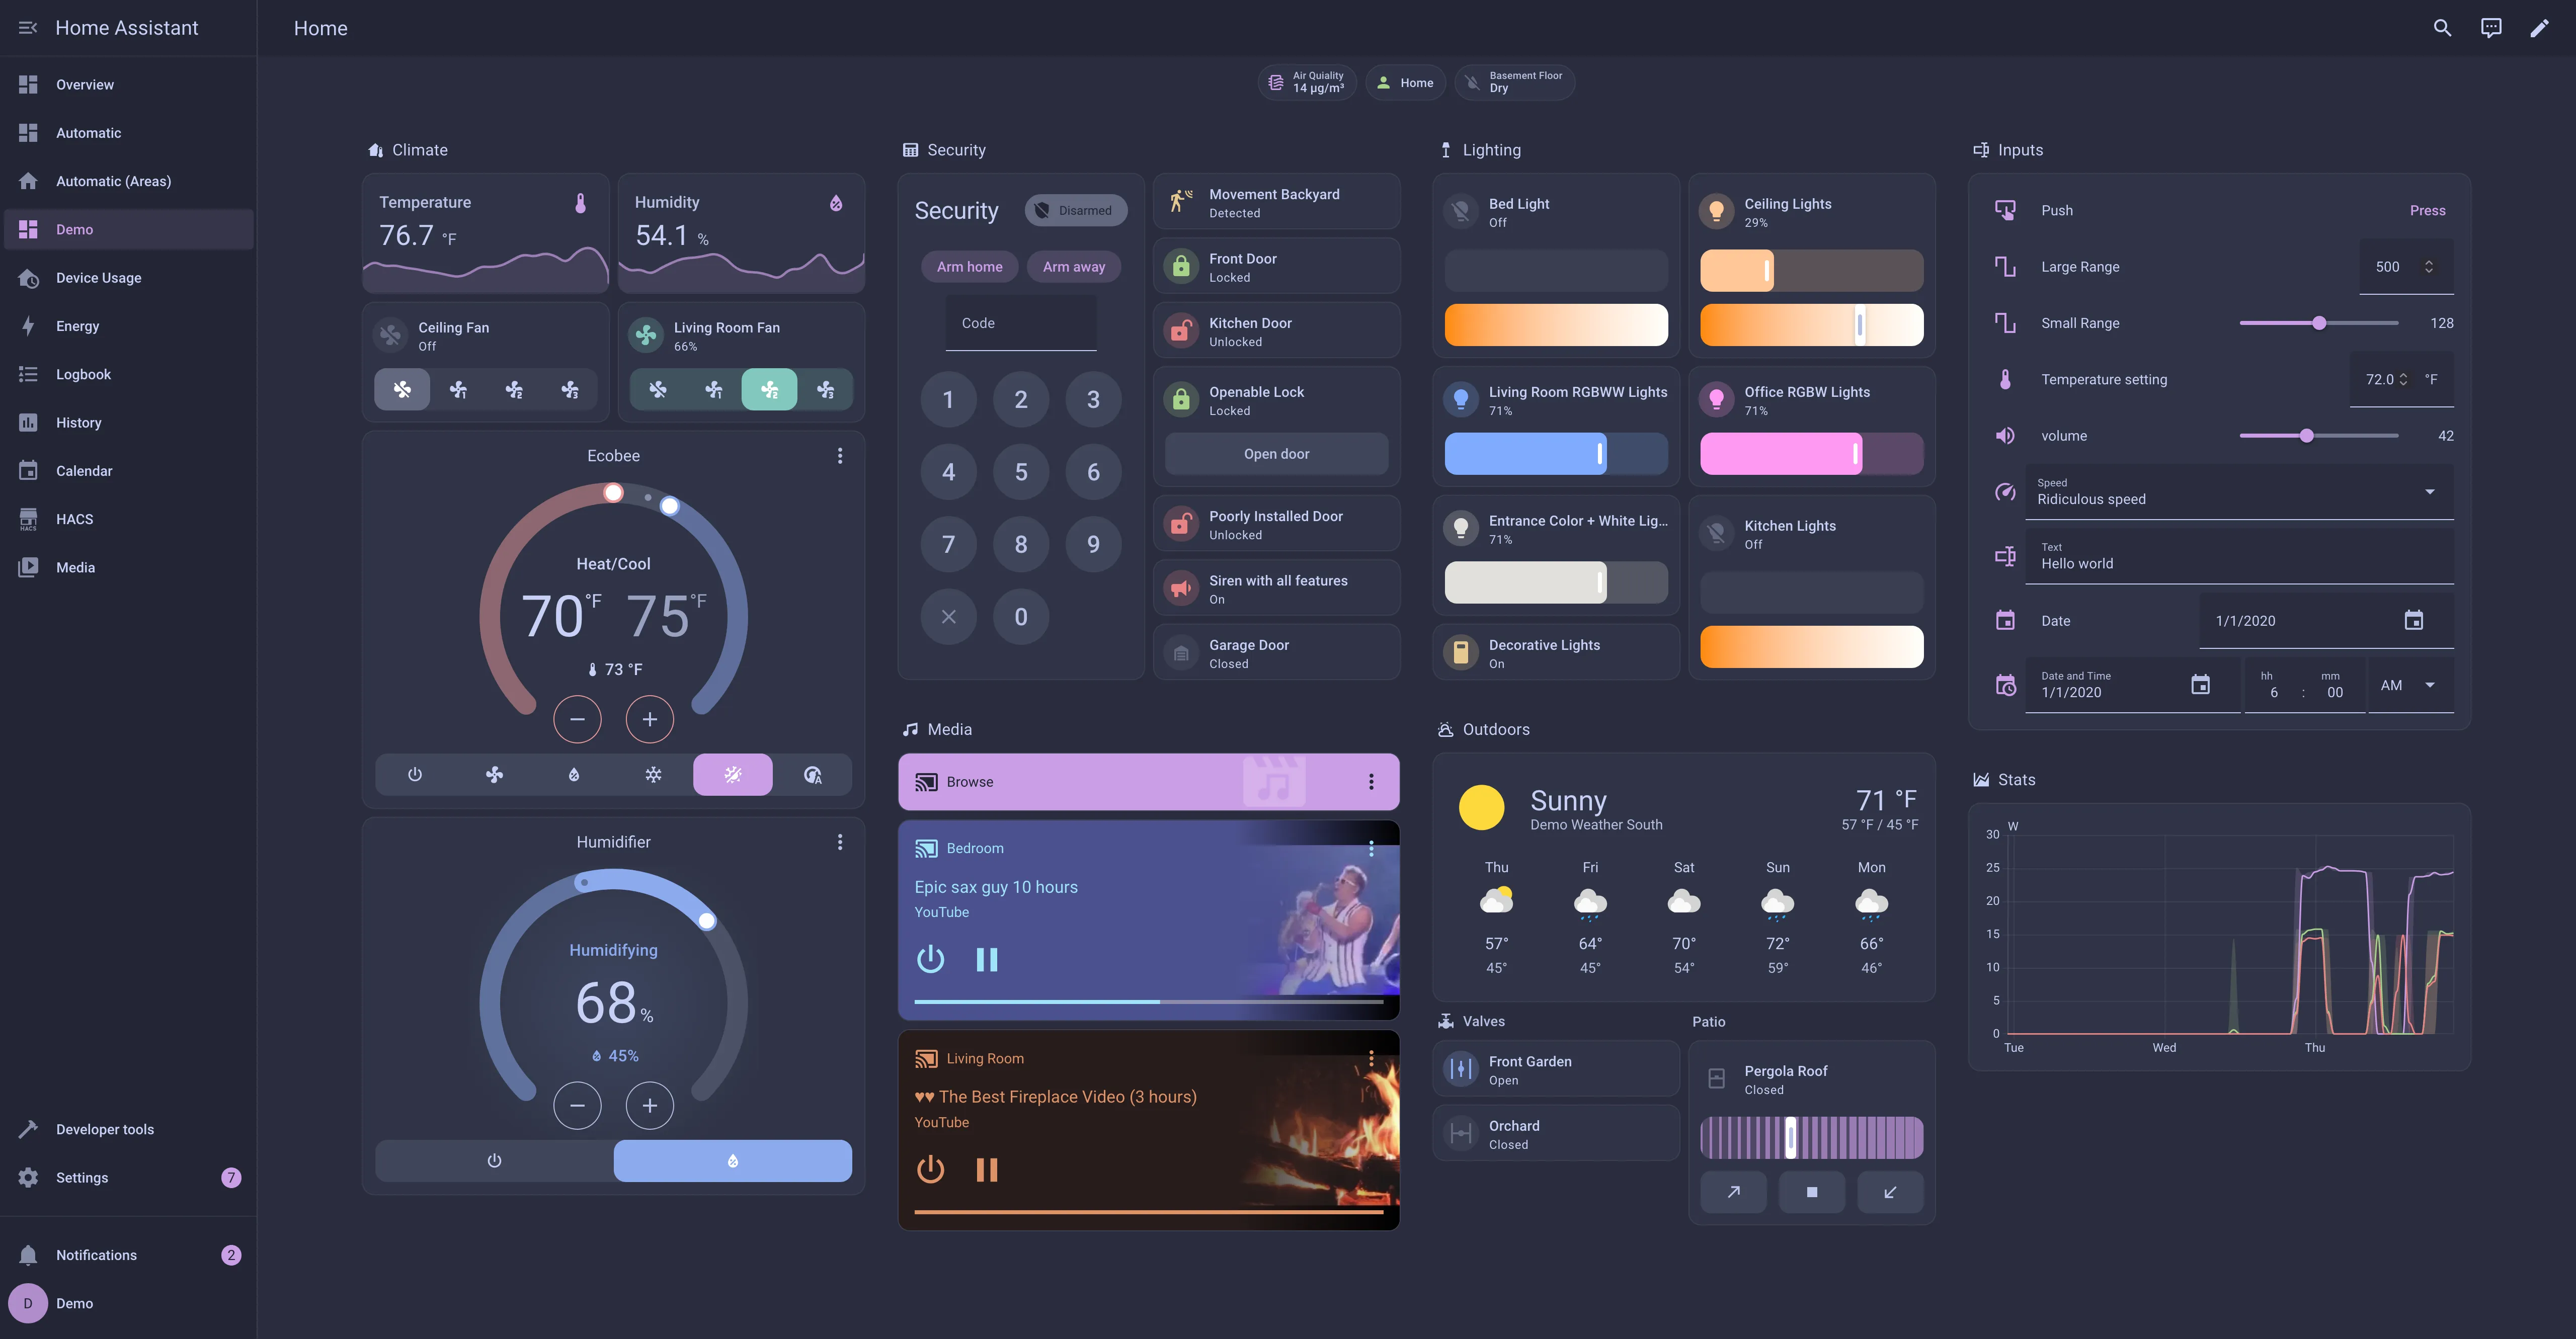 Home Assistant
Overview
Automatic
Automatic (Areas)
Demo
Device Usage
Energy
Logbook
History
Calendar
HACS
HACS
Media
Developer tools
Settings
7
Notifications
2
D
Demo
Home
Air Quiality
14 µg/m³
Home
Basement Floor
Dry
Climate
Temperature
76.7 °F
Humidity
54.1 %
Ceiling Fan
Off
Living Room Fan
66%
1
2
3
1
2
3
Ecobee
Heat/Cool
70 °F
75 °F
73 °F
A
Humidifier
Humidifying
68 %
45%
Security
Security
Disarmed
Arm home
Arm away
Code
1 2 3
4 5 6
7 8 9
0
Movement Backyard
Detected
Front Door
Locked
Kitchen Door
Unlocked
Openable Lock
Locked
Open door
Poorly Installed Door
Unlocked
Siren with all features
On
Garage Door
Closed
Media
Browse
Bedroom
Epic sax guy 10 hours
YouTube
Living Room
♥♥ The Best Fireplace Video (3 hours)
YouTube
Lighting
Bed Light
Off
Ceiling Lights
29%
Living Room RGBWW Lights
71%
Office RGBW Lights
71%
Entrance Color + White Lig...
71%
Kitchen Lights
Off
Decorative Lights
On
Outdoors
Sunny
Demo Weather South
71 °F
57 °F / 45 °F
Thu Fri Sat Sun Mon
57° 64° 70° 72° 66°
45° 45° 54° 59° 46°
Valves
Front Garden
Open
Orchard
Closed
Patio
Pergola Roof
Closed
Inputs
Push
Press
Large Range
500
Small Range
128
Temperature setting
72.0 °F
volume
42
Speed
Ridiculous speed
Text
Hello world
Date
1/1/2020
Date and Time
1/1/2020
hh
6
:
mm
00
AM
Stats
W
30
25
20
15
10
5
0
Tue Wed Thu